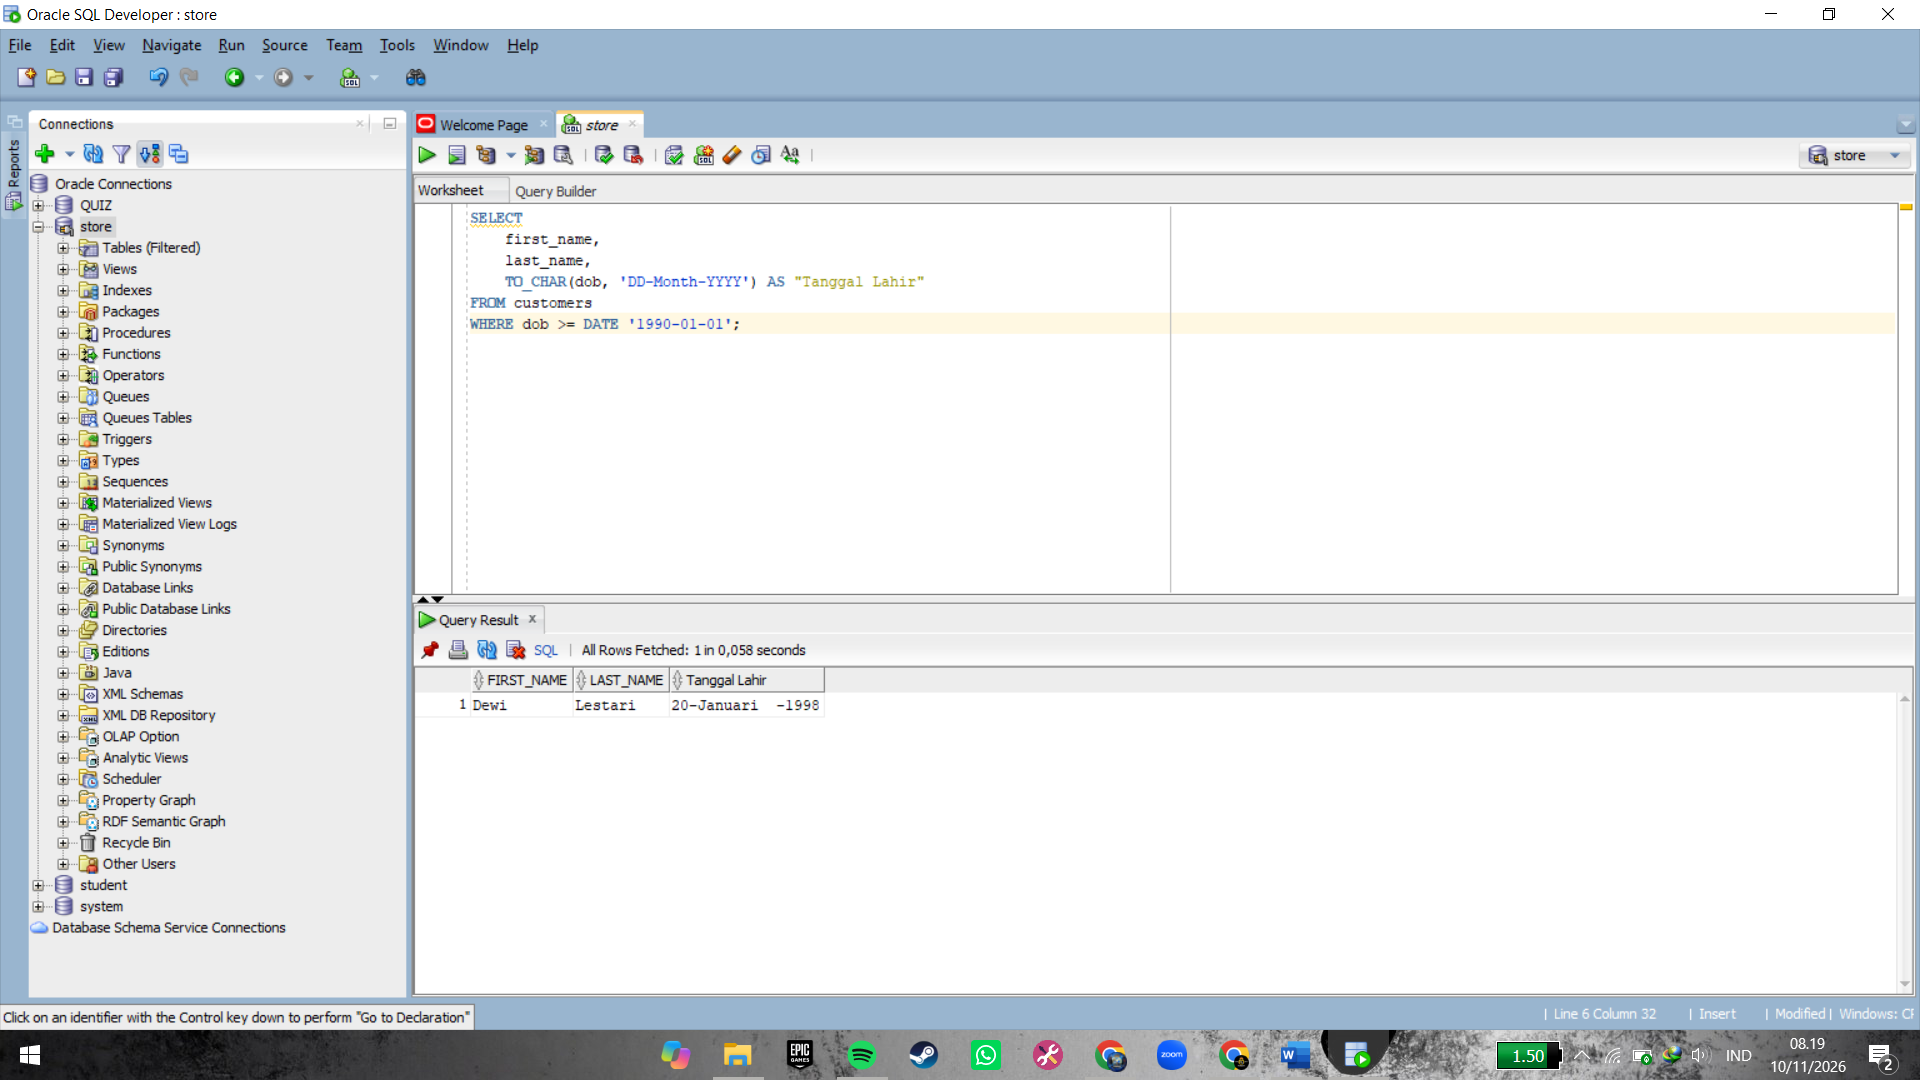 Oracle SQL Developer : store
File Edit View Navigate Run Source Team Tools Window Help
Reports
Connections
Oracle Connections
QUIZ
store
Tables (Filtered)
Views
Indexes
Packages
Procedures
Functions
Operators
Queues
Queues Tables
Triggers
Types
Sequences
Materialized Views
Materialized View Logs
Synonyms
Public Synonyms
Database Links
Public Database Links
Directories
Editions
Java
XML Schemas
XML DB Repository
OLAP Option
Analytic Views
Scheduler
Property Graph
RDF Semantic Graph
Recycle Bin
Other Users
student
system
Database Schema Service Connections
Welcome Page
store
store
Worksheet Query Builder
SELECT
first_name,
last_name,
TO_CHAR(dob, 'DD-Month-YYYY') AS "Tanggal Lahir"
FROM customers
WHERE dob >= DATE '1990-01-01';
Query Result
SQL | All Rows Fetched: 1 in 0,058 seconds
FIRST_NAME LAST_NAME Tanggal Lahir
1 Dewi Lestari 20-Januari -1998
Click on an identifier with the Control key down to perform "Go to Declaration"
| Line 6 Column 32 | Insert | Modified | Windows: CF
EPIC GAMES
zoom
1.50
IND
08.19
10/11/2026
2